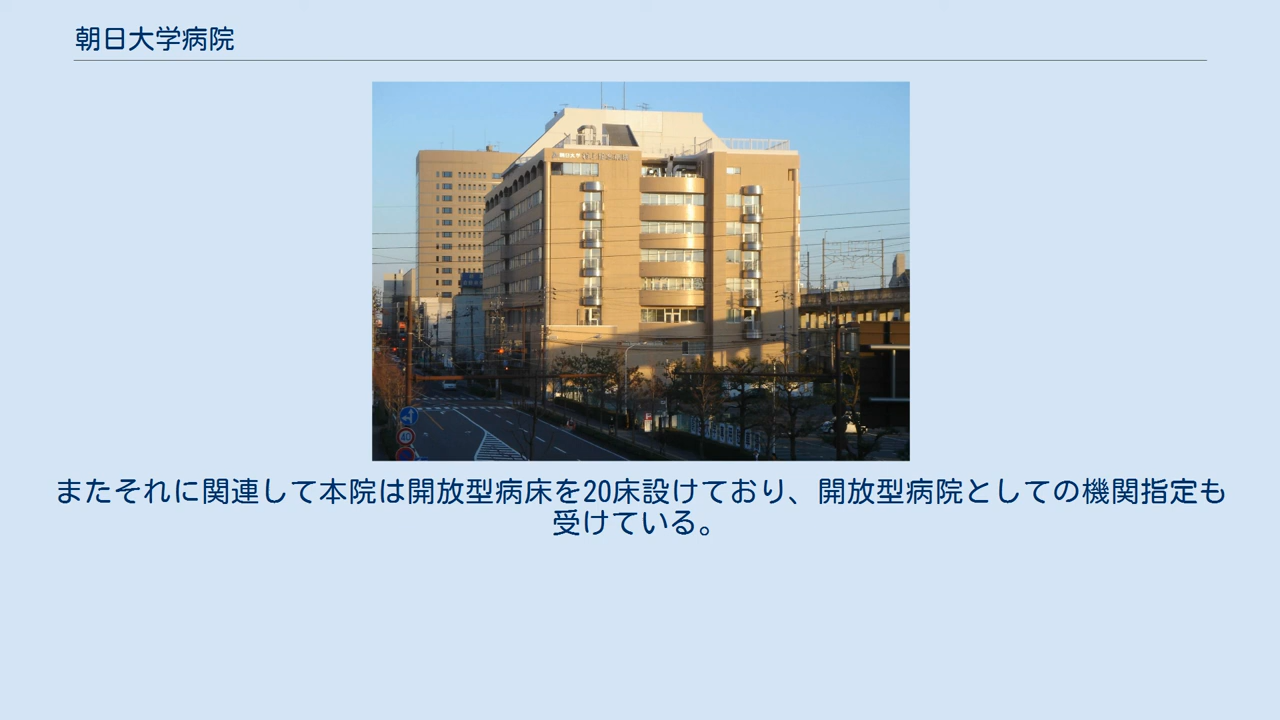 朝日大学病院
またそれに関連して本院は開放型病床を20床設けており、開放型病院としての機関指定も
受けている。